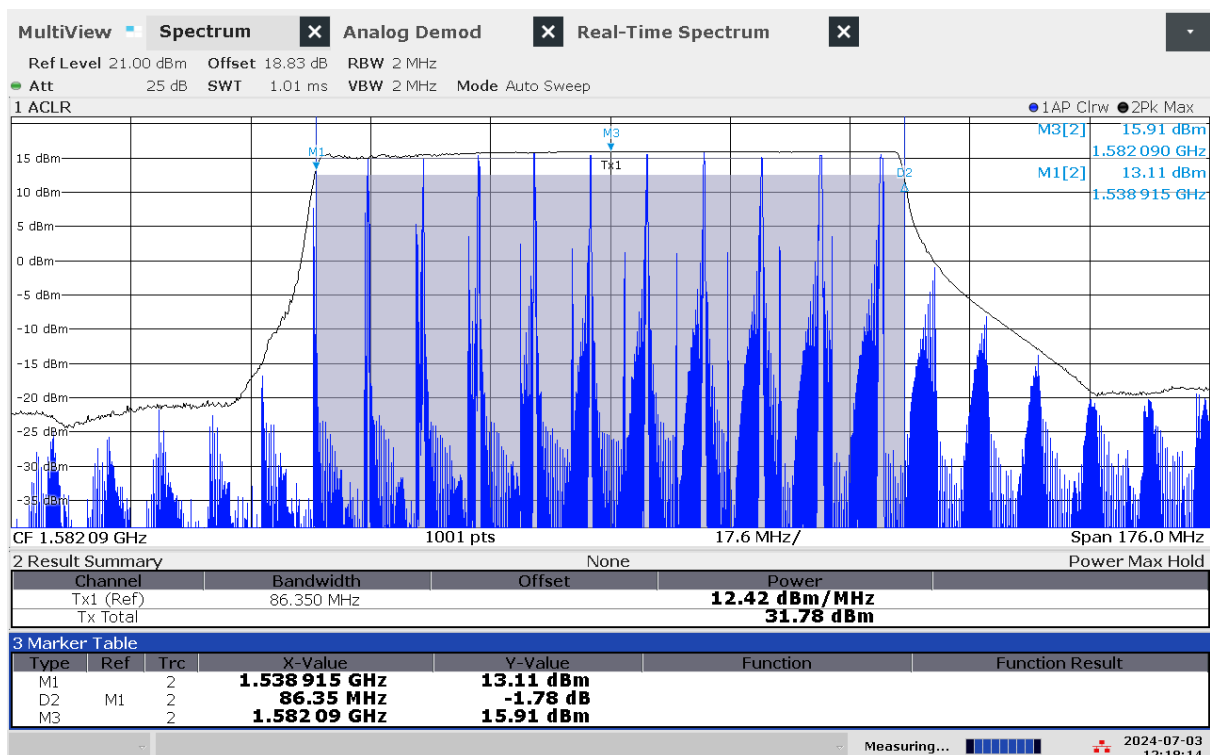 MultiView Spectrum X Analog Demod X Real-Time Spectrum X
Ref Level 21.00 dBm Offset 18.83 dB RBW 2 MHz
Att 25 dB SWT 1.01 ms VBW 2 MHz Mode Auto Sweep
1 ACLR 1AP Clrw 2Pk Max
M3[2] 15.91 dBm
1.582 090 GHz
M1[2] 13.11 dBm
1.538 915 GHz
M3
M1
Tx1
D2
15 dBm
10 dBm
5 dBm
0 dBm
-5 dBm
-10 dBm
-15 dBm
-20 dBm
-25 dBm
-30 dBm
-35 dBm
CF 1.582 09 GHz 1001 pts 17.6 MHz/ Span 176.0 MHz
2 Result Summary None Power Max Hold
Channel Bandwidth Offset Power
Tx1 (Ref) 86.350 MHz 12.42 dBm/MHz
Tx Total 31.78 dBm
3 Marker Table
Type Ref Trc X-Value Y-Value Function Function Result
M1 2 1.538 915 GHz 13.11 dBm
D2 M1 2 86.35 MHz -1.78 dB
M3 2 1.582 09 GHz 15.91 dBm
Measuring... 2024-07-03